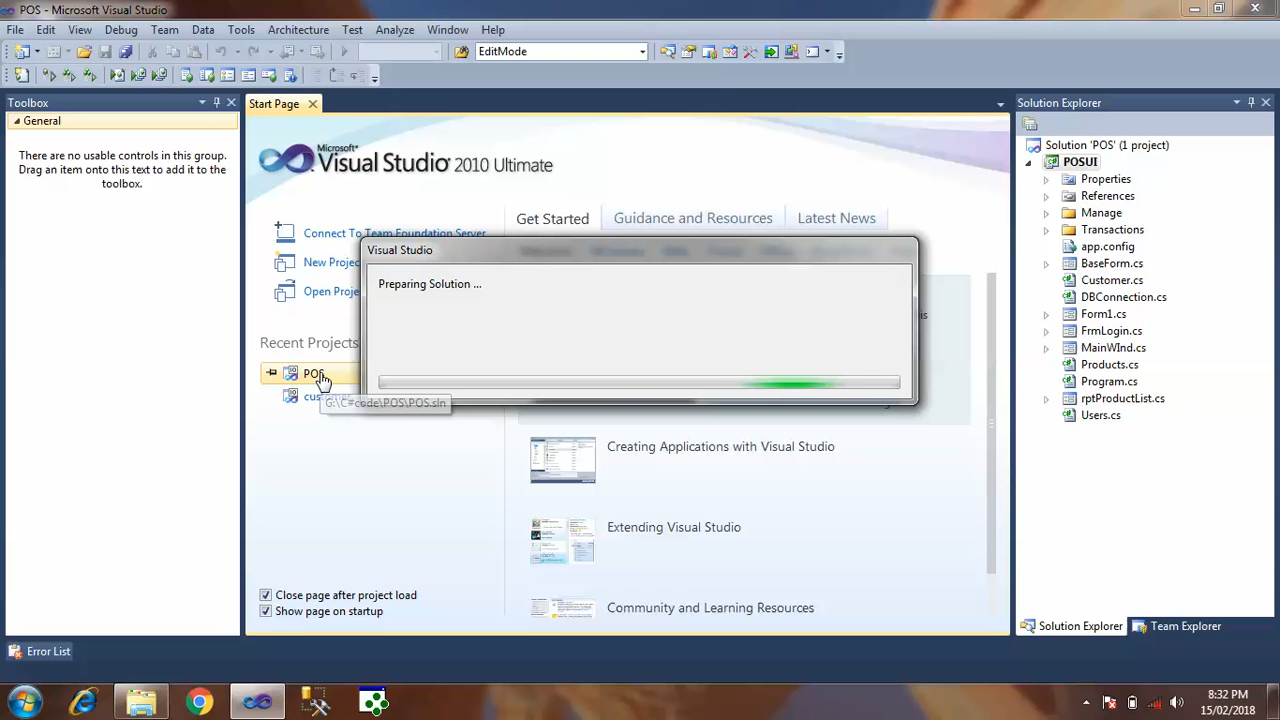 POS - Microsoft Visual Studio
File Edit View Debug Team Data Tools Architecture Test Analyze Window Help
EditMode
Toolbox
General
There are no usable controls in this group.
Drag an item onto this text to add it to the
toolbox.
Start Page
Microsoft
Visual Studio 2010 Ultimate
Connect To Team Foundation Server
New Projec
Open Proje
Recent Projects
POS
G:\C#code\POS\POS.sln
Get Started Guidance and Resources Latest News
Visual Studio
Preparing Solution ...
Creating Applications with Visual Studio
Extending Visual Studio
Community and Learning Resources
Close page after project load
Show page on startup
Solution Explorer
Solution 'POS' (1 project)
POSUI
Properties
References
Manage
Transactions
app.config
BaseForm.cs
Customer.cs
DBConnection.cs
Form1.cs
FrmLogin.cs
MainWInd.cs
Products.cs
Program.cs
rptProductList.cs
Users.cs
Solution Explorer Team Explorer
Error List
8:32 PM
15/02/2018